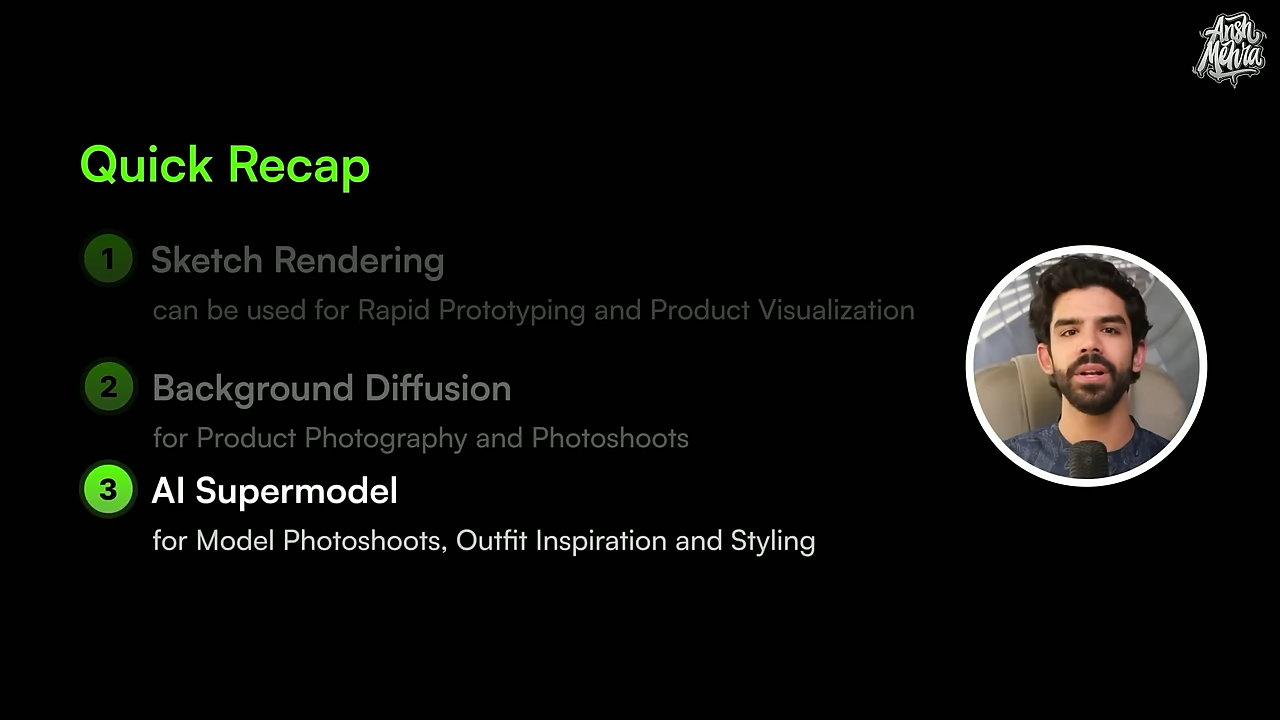 Ansh
Mehra
Quick Recap
1 Sketch Rendering
can be used for Rapid Prototyping and Product Visualization
2 Background Diffusion
for Product Photography and Photoshoots
3 AI Supermodel
for Model Photoshoots, Outfit Inspiration and Styling